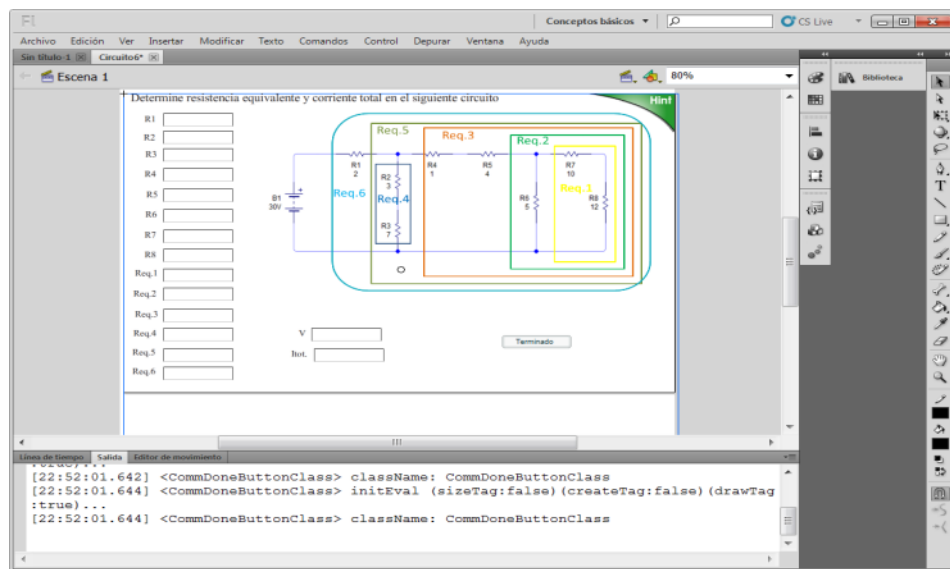 Fl
Conceptos básicos
CS Live
Archivo Edición Ver Insertar Modificar Texto Comandos Control Depurar Ventana Ayuda
Sin título-1 Circuito6*
Escena 1
80%
Biblioteca
Determine resistencia equivalente y corriente total en el siguiente circuito
Hint
R1
R2
R3
R4
R5
R6
R7
R8
Req.1
Req.2
Req.3
Req.4
Req.5
Req.6
V
Itot.
Terminado
Req.5
Req.3
Req.2
R1
2
R4
1
R5
4
R7
10
R2
3
Req.6
Req.4
Req.1
B1
30V
+
R6
5
R8
12
R3
7
Línea de tiempo Salida Editor de movimiento
:true)...
[22:52:01.642] <CommDoneButtonClass> className: CommDoneButtonClass
[22:52:01.644] <CommDoneButtonClass> initEval (sizeTag:false)(createTag:false)(drawTag
:true)...
[22:52:01.644] <CommDoneButtonClass> className: CommDoneButtonClass